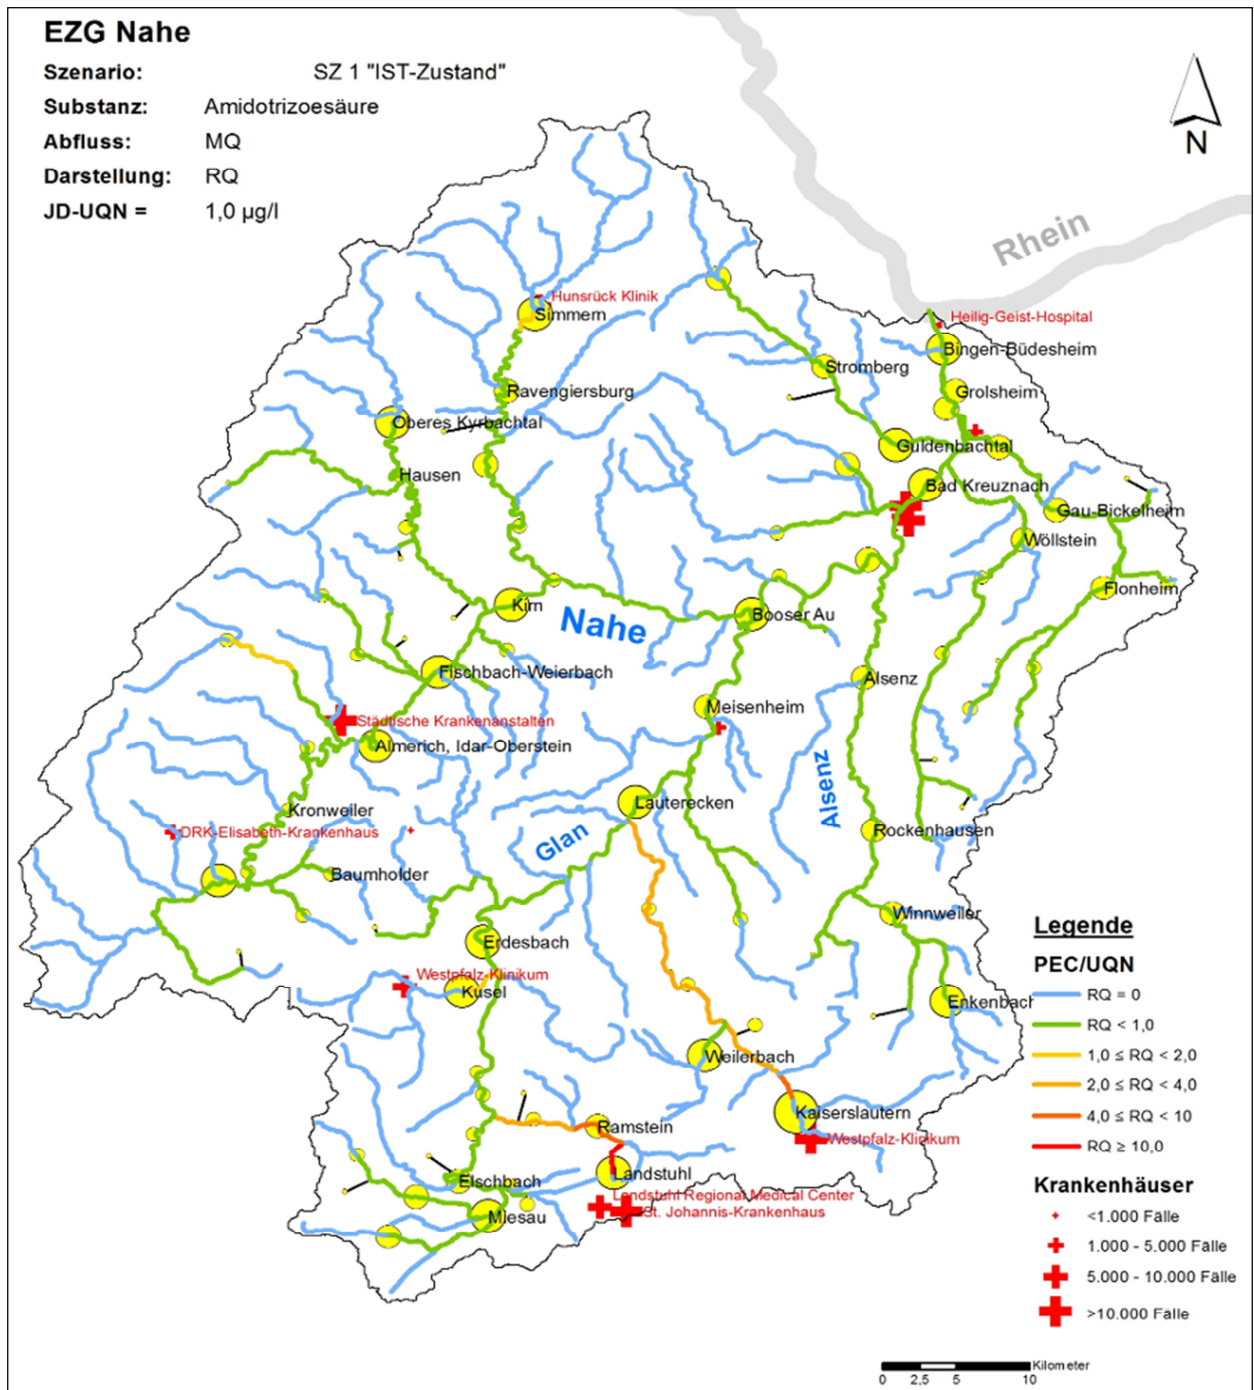 EZG Nahe
Szenario: SZ 1 "IST-Zustand"
Substanz: Amidotrizoesäure
Abfluss: MQ
Darstellung: RQ
JD-UQN = 1,0 µg/l
N
Rhein
Hunsrück Klinik
Simmern
Heilig-Geist-Hospital
Bingen-Büdesheim
Stromberg
Grolsheim
Ravengiersburg
Oberes Kyrbachtal
Guldenbachtal
Hausen
Bad Kreuznach
Gau-Bickelheim
Wöllstein
Flonheim
Kirn
Nahe
Booser Au
Fischbach-Weierbach
Alsenz
Meisenheim
Städtische Krankenanstalten
Almerich, Idar-Oberstein
Alsenz
Lauterecken
Kronweiler
DRK-Elisabeth-Krankenhaus
Glan
Rockenhausen
Baumholder
Winnweiler
Erdesbach
Westpfalz-Klinikum
Kusel
Enkenbach
Weilerbach
Kaiserslautern
Westpfalz-Klinikum
Ramstein
Landstuhl
Elschbach
Landstuhl Regional Medical Center
St. Johannis-Krankenhaus
Miesau
Legende
PEC/UQN
RQ = 0
RQ < 1,0
1,0 ≤ RQ < 2,0
2,0 ≤ RQ < 4,0
4,0 ≤ RQ < 10
RQ ≥ 10,0
Krankenhäuser
<1.000 Fälle
1.000 - 5.000 Fälle
5.000 - 10.000 Fälle
>10.000 Fälle
Kilometer
0 2,5 5 10